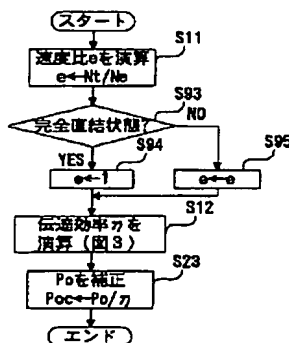 スタート
S11
速度比eを演算
e←Nt/Ne
S93
完全直結状態?
NO
YES
S94
S95
e←1
e←e
S12
伝達効率ηを
演算(図3)
S23
Poを補正
Poc←Po/η
エンド